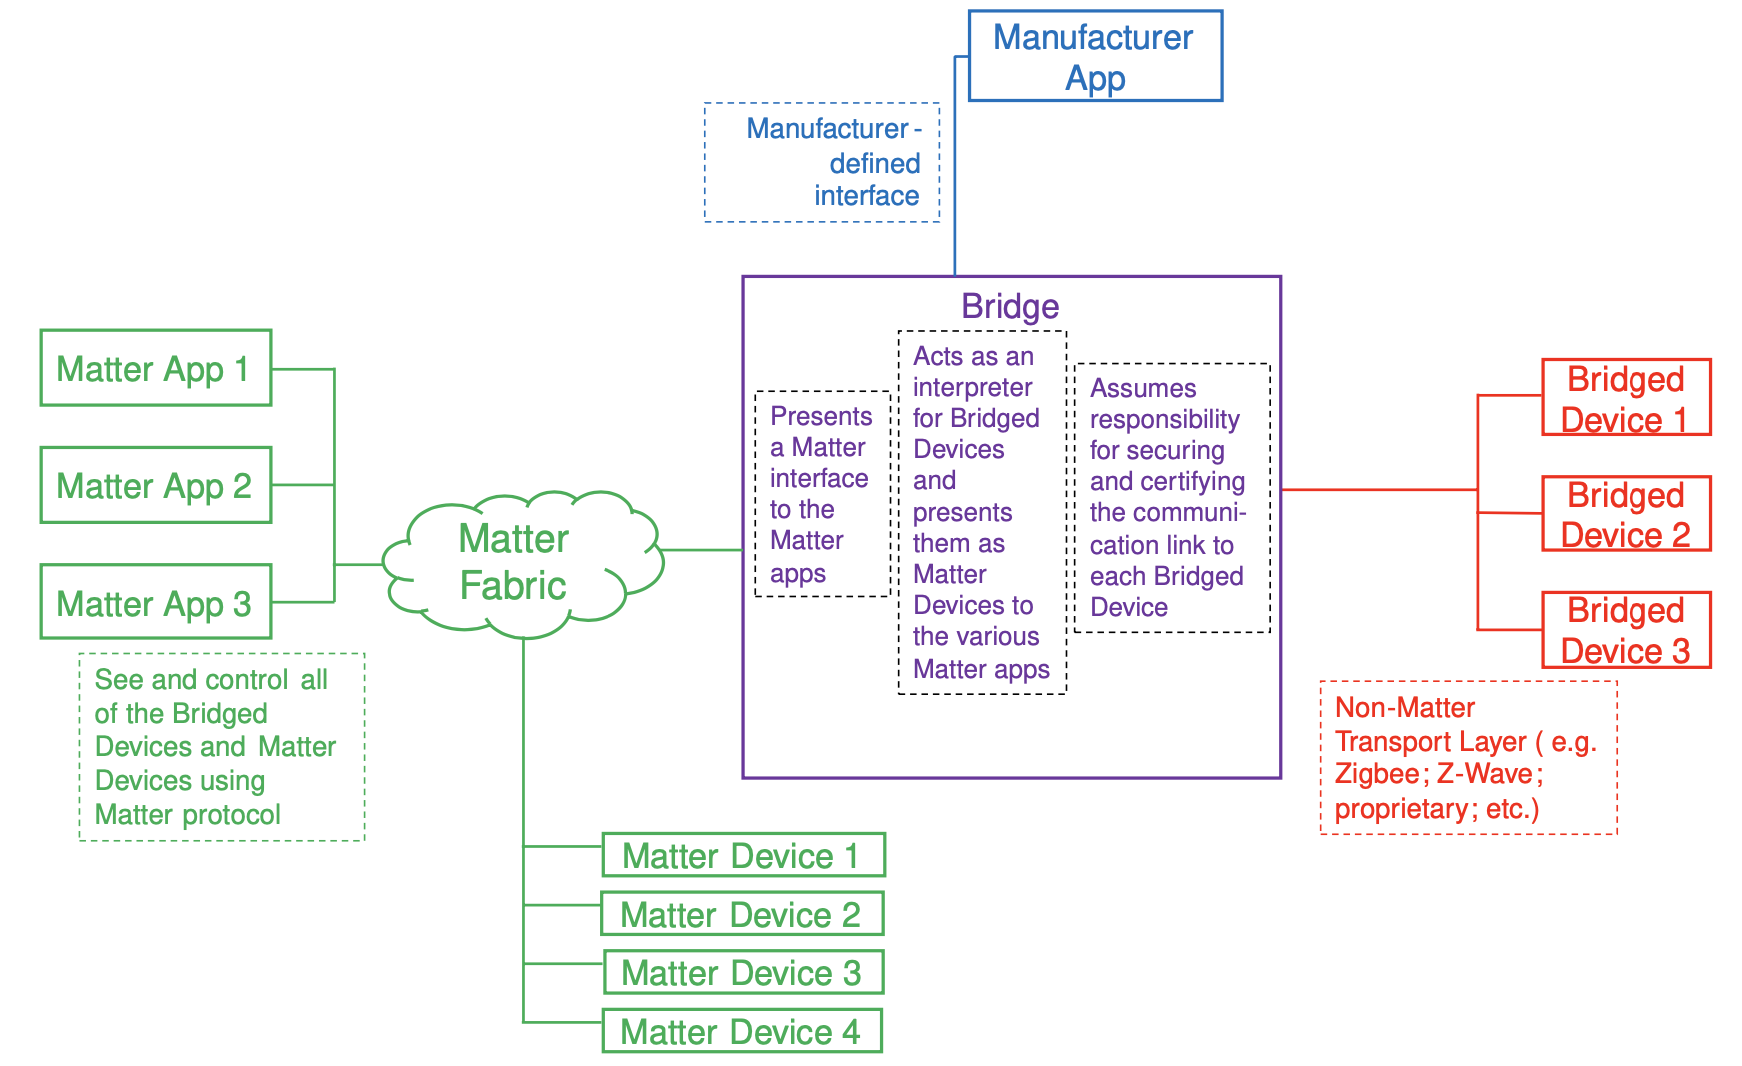 Manufacturer
App
Manufacturer-
defined
interface
Bridge
Presents
a Matter
interface
to the
Matter
apps
Acts as an
interpreter
for Bridged
Devices
and
presents
them as
Matter
Devices to
the various
Matter apps
Assumes
responsibility
for securing
and certifying
the communi-
cation link to
each Bridged
Device
Matter App 1
Matter App 2
Matter App 3
See and control all
of the Bridged
Devices and Matter
Devices using
Matter protocol
Matter
Fabric
Bridged
Device 1
Bridged
Device 2
Bridged
Device 3
Non-Matter
Transport Layer ( e.g.
Zigbee; Z-Wave;
proprietary; etc.)
Matter Device 1
Matter Device 2
Matter Device 3
Matter Device 4